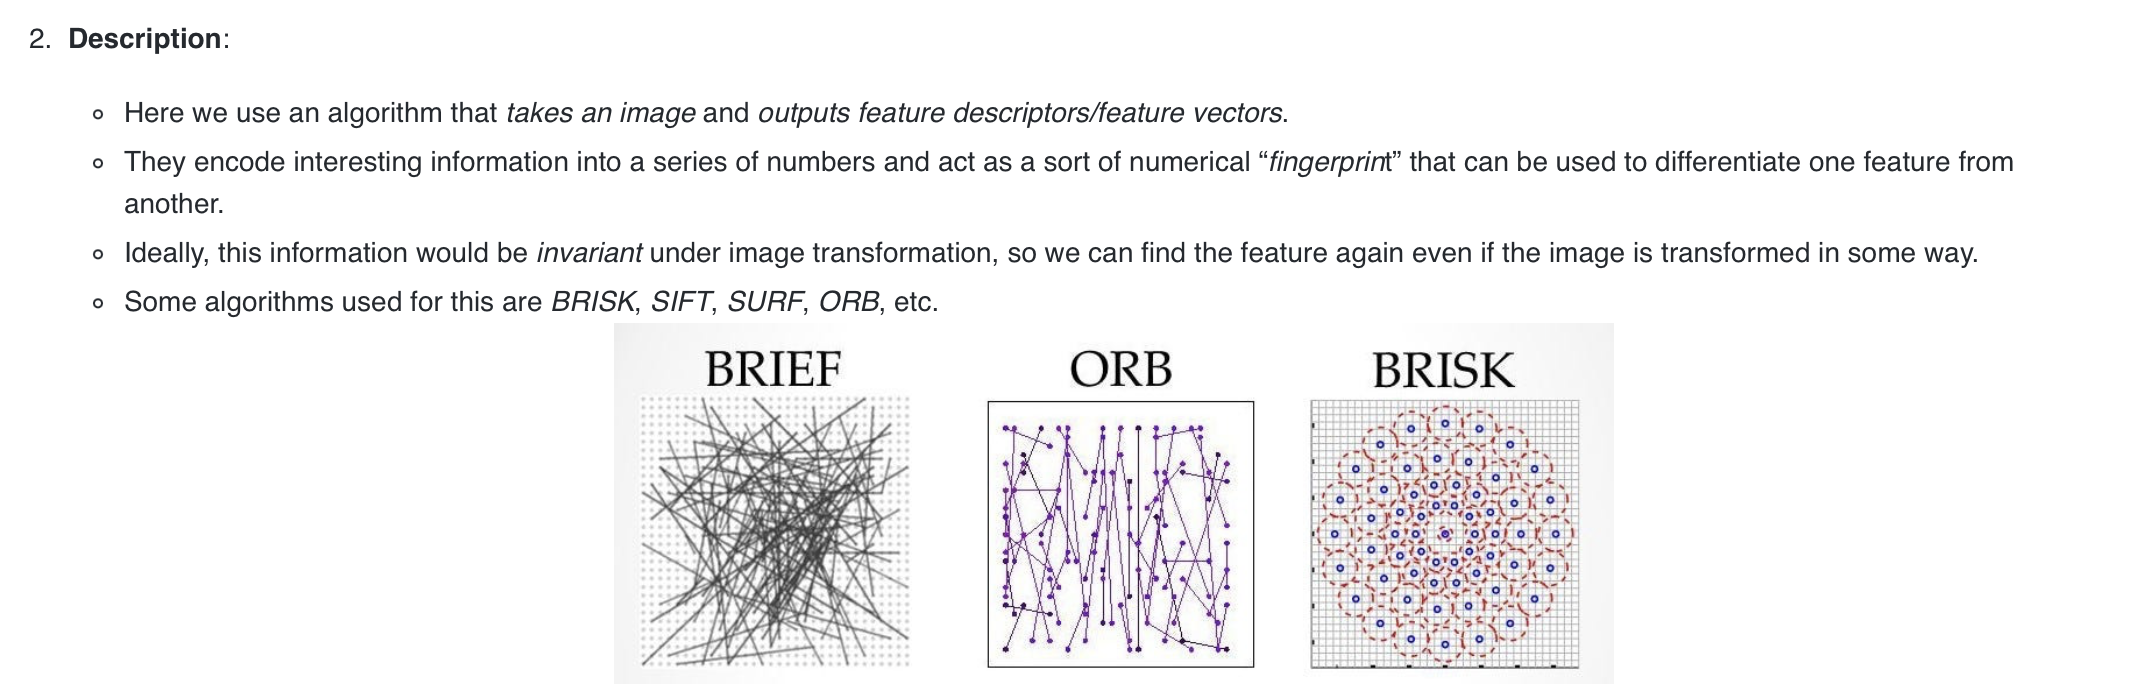 2. Description:
Here we use an algorithm that takes an image and outputs feature descriptors/feature vectors.
They encode interesting information into a series of numbers and act as a sort of numerical “fingerprint” that can be used to differentiate one feature from
another.
Ideally, this information would be invariant under image transformation, so we can find the feature again even if the image is transformed in some way.
Some algorithms used for this are BRISK, SIFT, SURF, ORB, etc.
BRIEF ORB BRISK